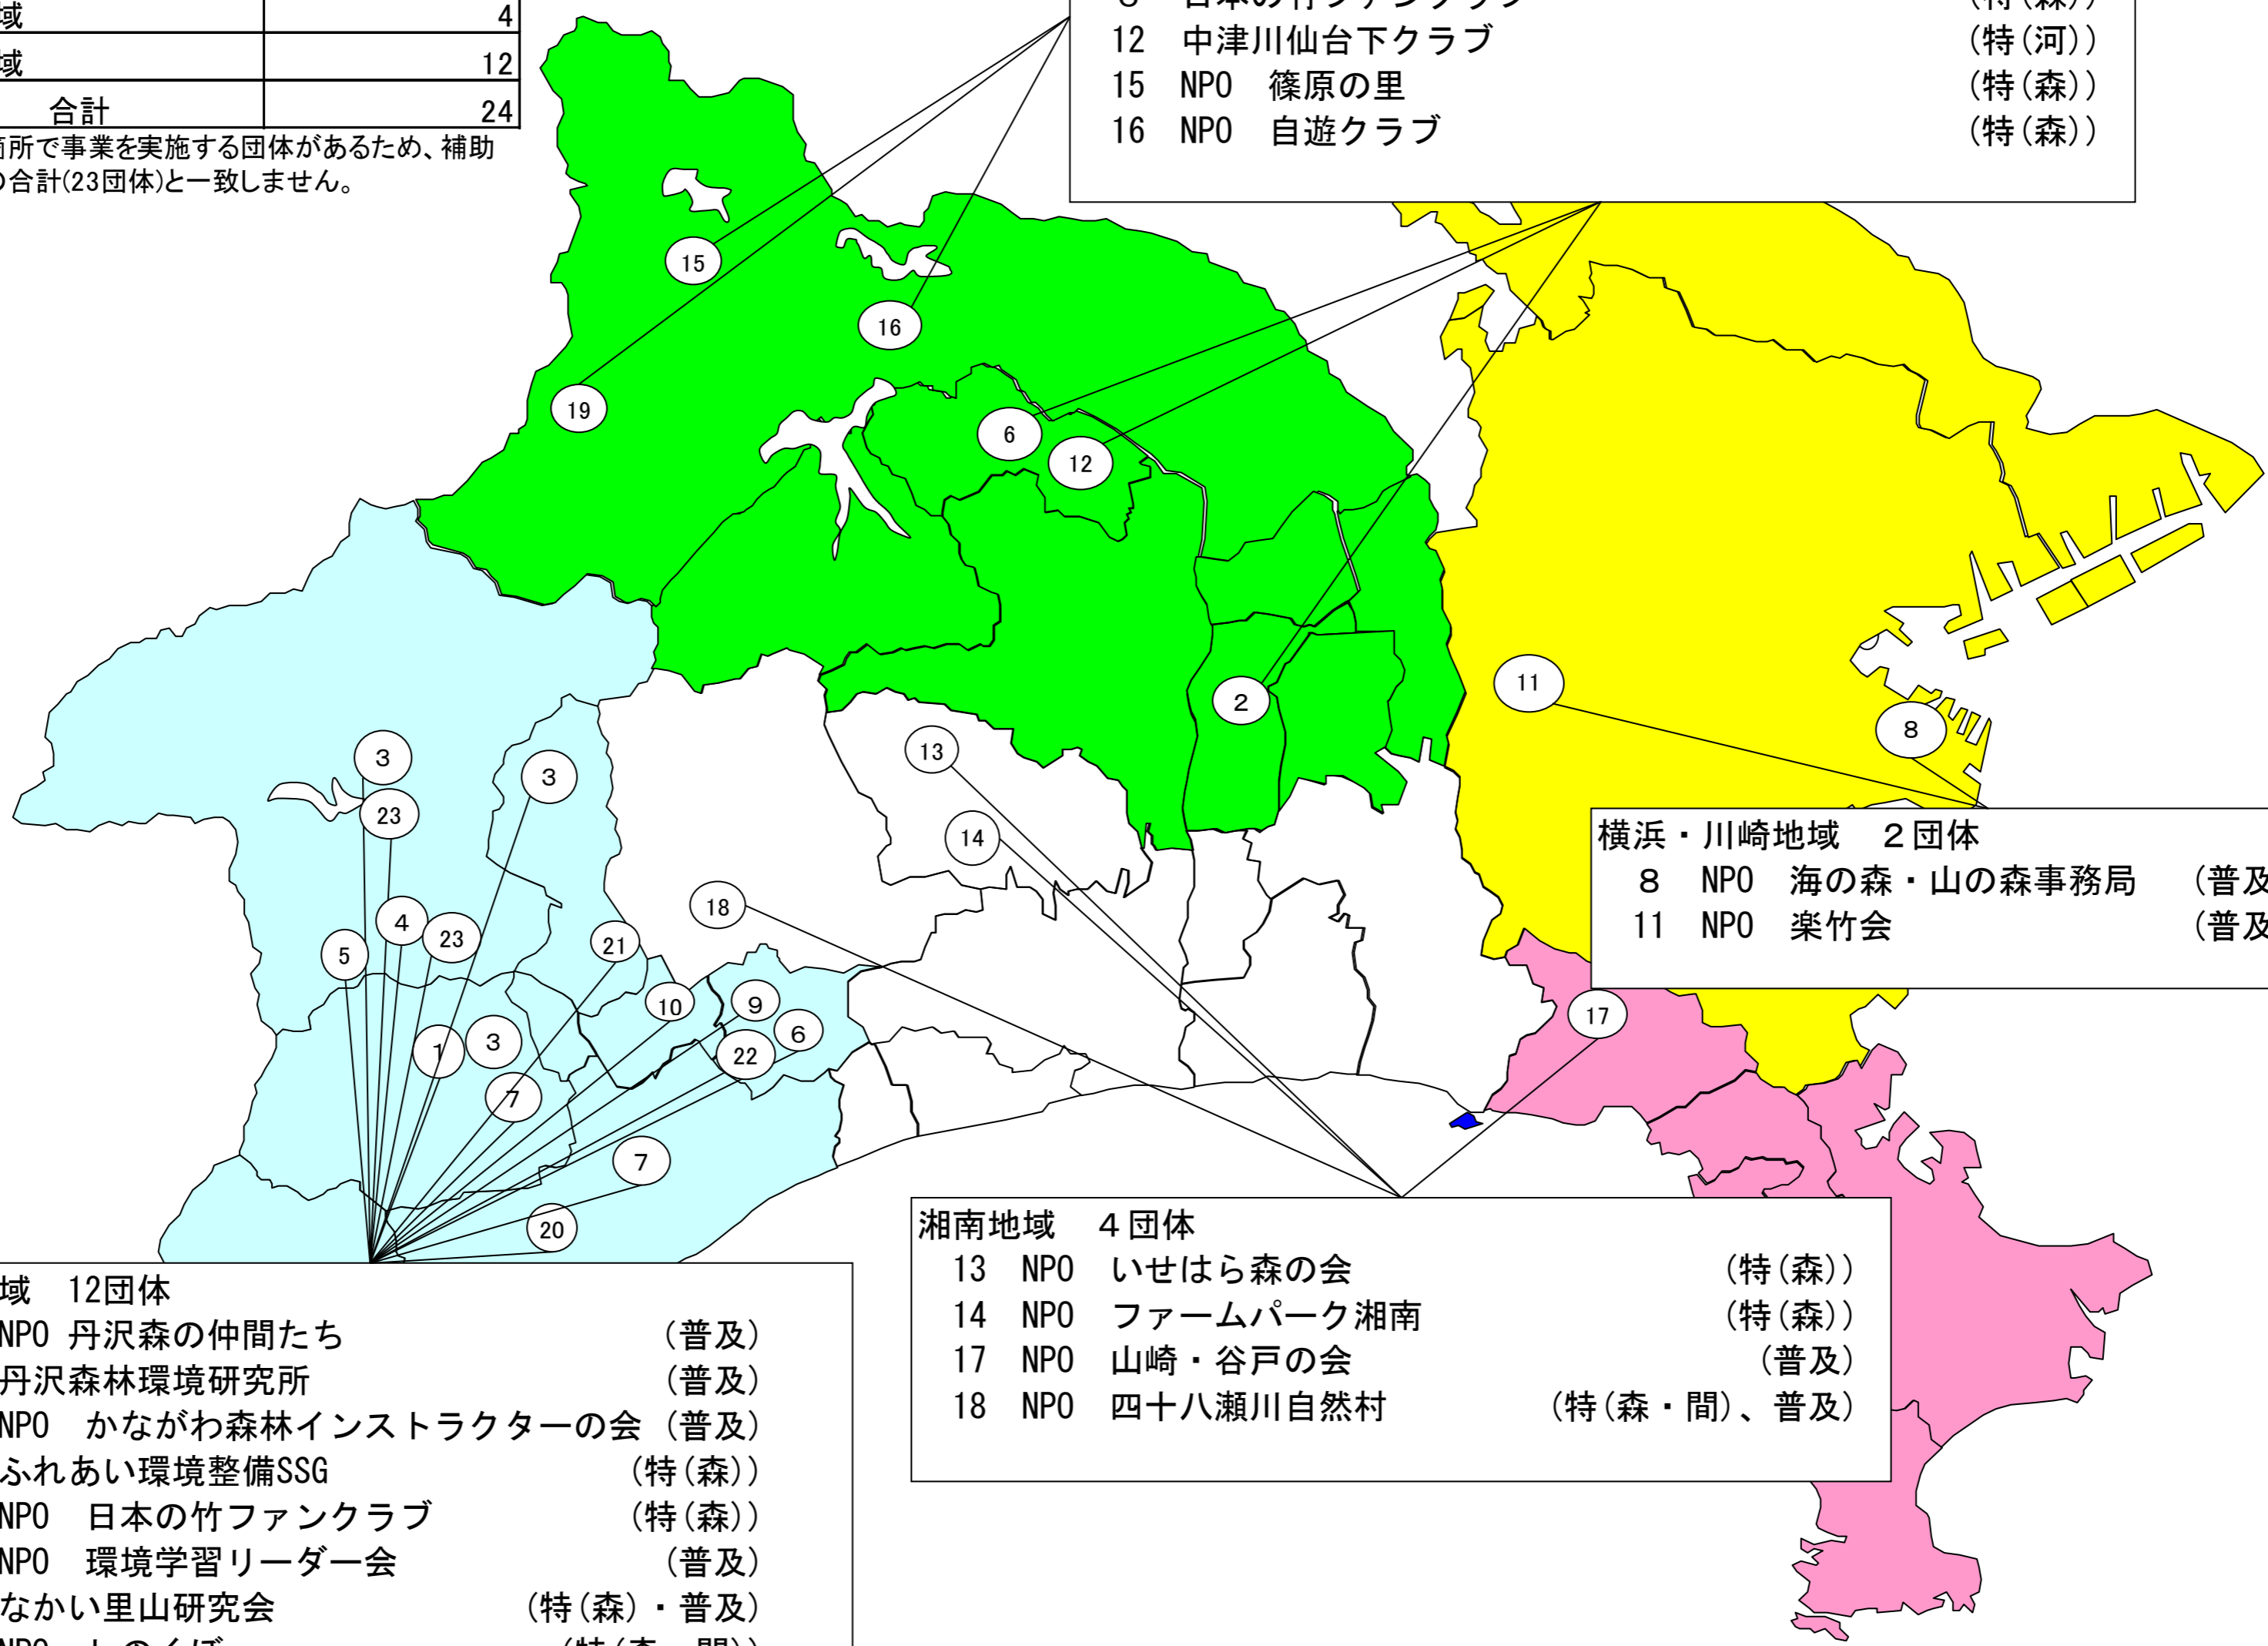 域 4
域 12
合計 24
箇所で事業を実施する団体があるため、補助
の合計(23団体)と一致しません。
12 中津川仙台下クラブ (特(河))
15 NPO 篠原の里 (特(森))
16 NPO 自遊クラブ (特(森))
15
16
19
6
12
2
11
8
13
14
18
3
3
23
4
23
5
21
10
9
6
22
1
3
7
7
20
17
横浜・川崎地域 2団体
8 NPO 海の森・山の森事務局 (普及
11 NPO 楽竹会 (普及
湘南地域 4団体
13 NPO いせはら森の会 (特(森))
14 NPO ファームパーク湘南 (特(森))
17 NPO 山崎・谷戸の会 (普及)
18 NPO 四十八瀬川自然村 (特(森・間)、普及)
域 12団体
NPO 丹沢森の仲間たち (普及)
丹沢森林環境研究所 (普及)
NPO かながわ森林インストラクターの会 (普及)
ふれあい環境整備SSG (特(森))
NPO 日本の竹ファンクラブ (特(森))
NPO 環境学習リーダー会 (普及)
なかい里山研究会 (特(森)・普及)